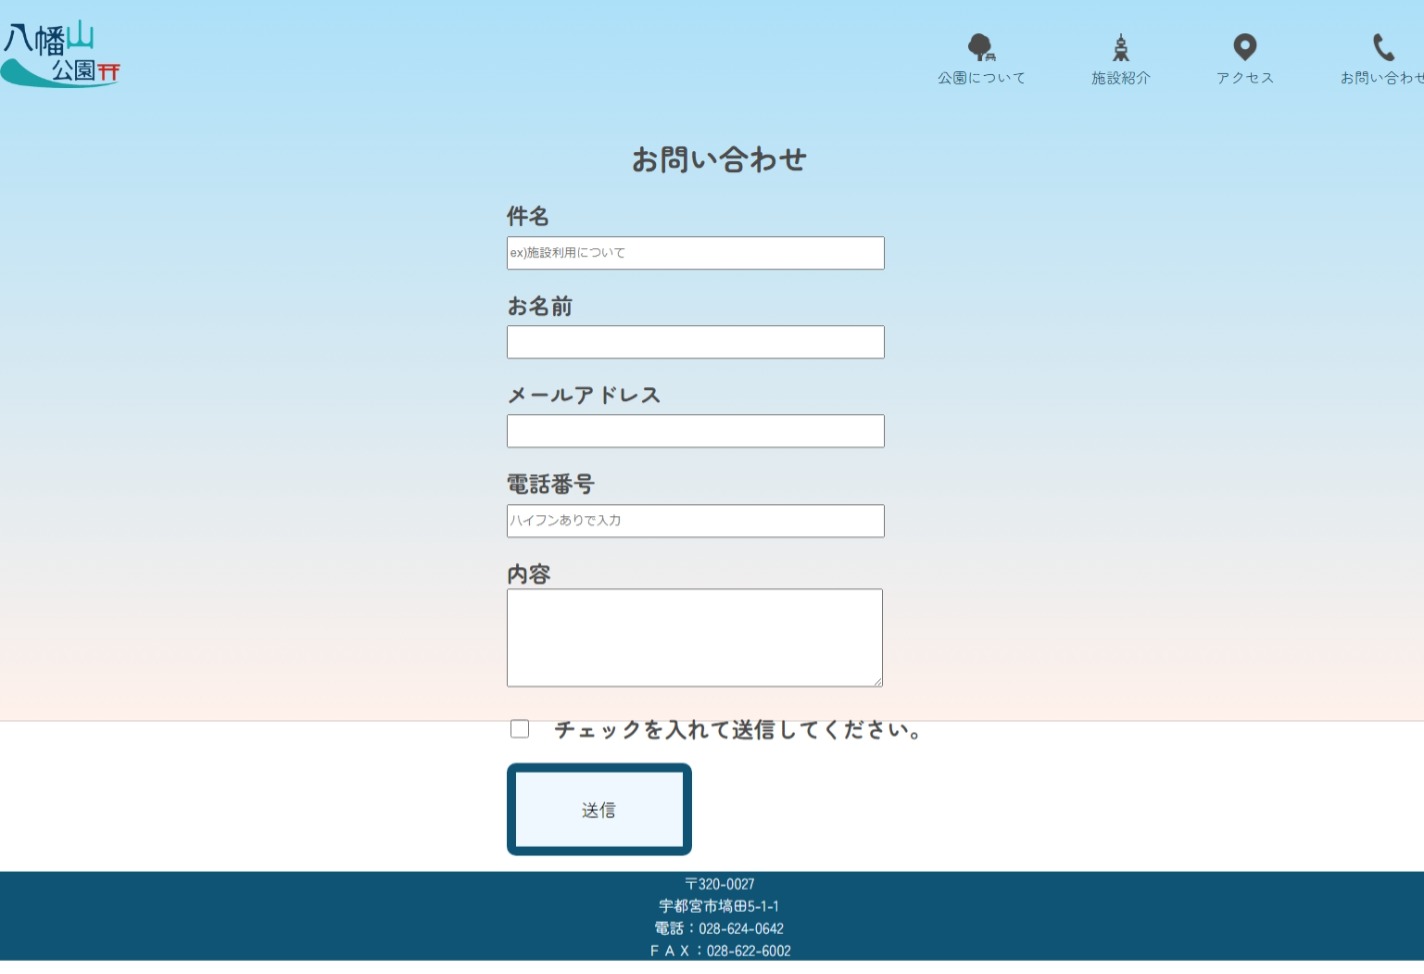 八幡山
公園
公園について
施設紹介
アクセス
お問い合わせ
お問い合わせ
件名
ex)施設利用について
お名前
メールアドレス
電話番号
ハイフンありで入力
内容
チェックを入れて送信してください。
送信
〒320-0027
宇都宮市塙田5-1-1
電話：028-624-0642
ＦＡＸ：028-622-6002